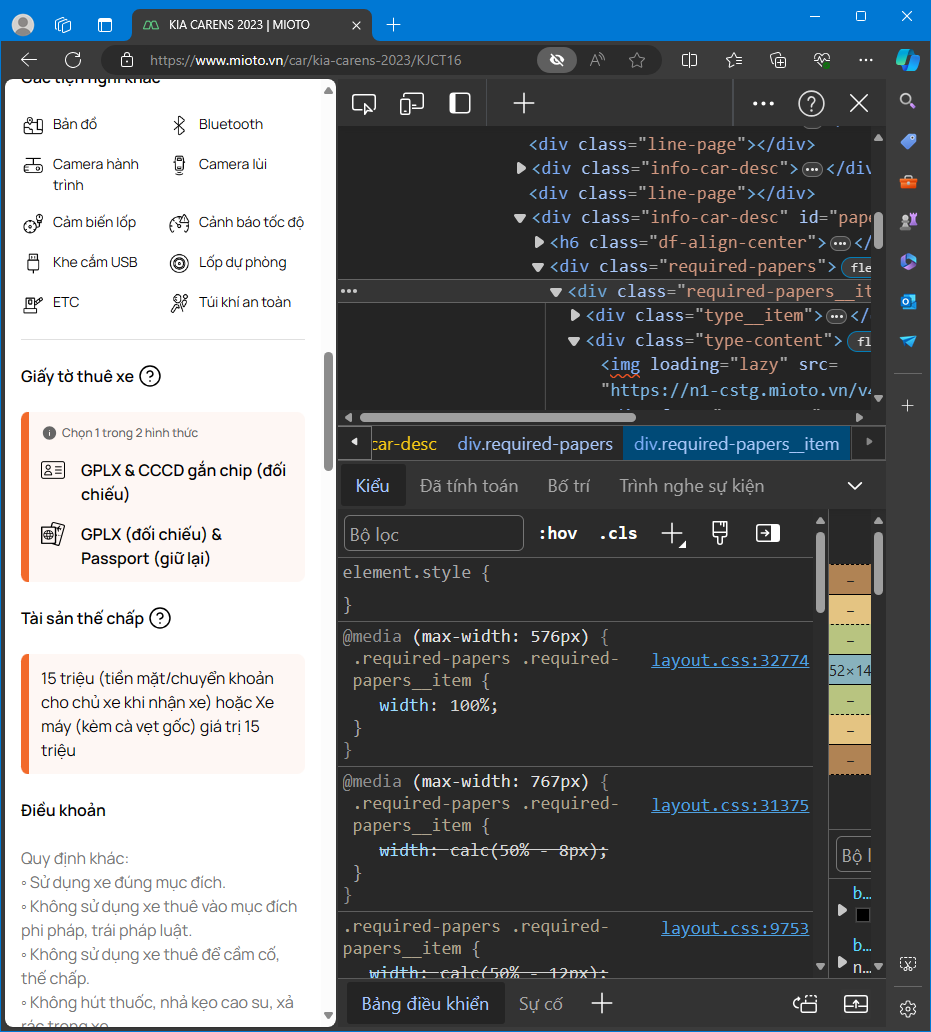 KIA CARENS 2023 | MIOTO
https://www.mioto.vn/car/kia-carens-2023/KJCT16
Bản đồ
Bluetooth
Camera hành trình
Camera lùi
Cảm biến lốp
Cảnh báo tốc độ
Khe cắm USB
Lốp dự phòng
ETC
Túi khí an toàn
Giấy tờ thuê xe ?
Chọn 1 trong 2 hình thức
GPLX & CCCD gắn chip (đối
chiếu)
GPLX (đối chiếu) &
Passport (giữ lại)
Tài sản thế chấp ?
15 triệu (tiền mặt/chuyển khoản
cho chủ xe khi nhận xe) hoặc Xe
máy (kèm cà vẹt gốc) giá trị 15
triệu
Điều khoản
Quy định khác:
◦ Sử dụng xe đúng mục đích.
◦ Không sử dụng xe thuê vào mục đích
phi pháp, trái pháp luật.
◦ Không sử dụng xe thuê để cầm cố,
thế chấp.
◦ Không hút thuốc, nhả kẹo cao su, xả
<div class="line-page"></div>
<div class="info-car-desc">…</div
<div class="line-page"></div>
<div class="info-car-desc" id="pape
<h6 class="df-align-center">…</
<div class="required-papers"> fle
<div class="required-papers__it
<div class="type__item">…</
<div class="type-content"> fl
<img loading="lazy" src=
"https://n1-cstg.mioto.vn/v4
car-desc div.required-papers div.required-papers__item
Kiểu Đã tính toán Bố trí Trình nghe sự kiện
Bộ lọc :hov .cls
element.style {
}
@media (max-width: 576px) {
.required-papers .required- layout.css:32774
papers__item {
width: 100%;
}
}
@media (max-width: 767px) {
.required-papers .required- layout.css:31375
papers__item {
width: calc(50% - 8px);
}
}
.required-papers .required- layout.css:9753
papers__item {
width: calc(50% - 12px);
52×14
Bộ l
b…
b…
n…
Bảng điều khiển Sự cố